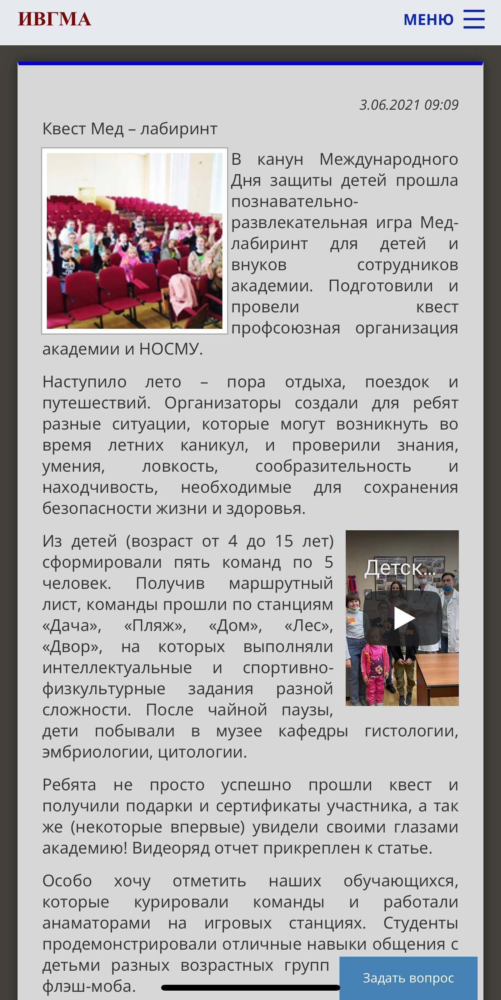 ИВГМА
МЕНЮ
3.06.2021 09:09
Квест Мед – лабиринт
В канун Международного
Дня защиты детей прошла
познавательно-
развлекательная игра Мед-
лабиринт для детей и
внуков сотрудников
академии. Подготовили и
провели квест
профсоюзная организация
академии и НОСМУ.
Наступило лето – пора отдыха, поездок и
путешествий. Организаторы создали для ребят
разные ситуации, которые могут возникнуть во
время летних каникул, и проверили знания,
умения, ловкость, сообразительность и
находчивость, необходимые для сохранения
безопасности жизни и здоровья.
Детск...
Из детей (возраст от 4 до 15 лет)
сформировали пять команд по 5
человек. Получив маршрутный
лист, команды прошли по станциям
«Дача», «Пляж», «Дом», «Лес»,
«Двор», на которых выполняли
интеллектуальные и спортивно-
физкультурные задания разной
сложности. После чайной паузы,
дети побывали в музее кафедры гистологии,
эмбриологии, цитологии.
Ребята не просто успешно прошли квест и
получили подарки и сертификаты участника, а так
же (некоторые впервые) увидели своими глазами
академию! Видеоряд отчет прикреплен к статье.
Особо хочу отметить наших обучающихся,
которые курировали команды и работали
анаматорами на игровых станциях. Студенты
продемонстрировали отличные навыки общения с
детьми разных возрастных групп
флэш-моба.
Задать вопрос